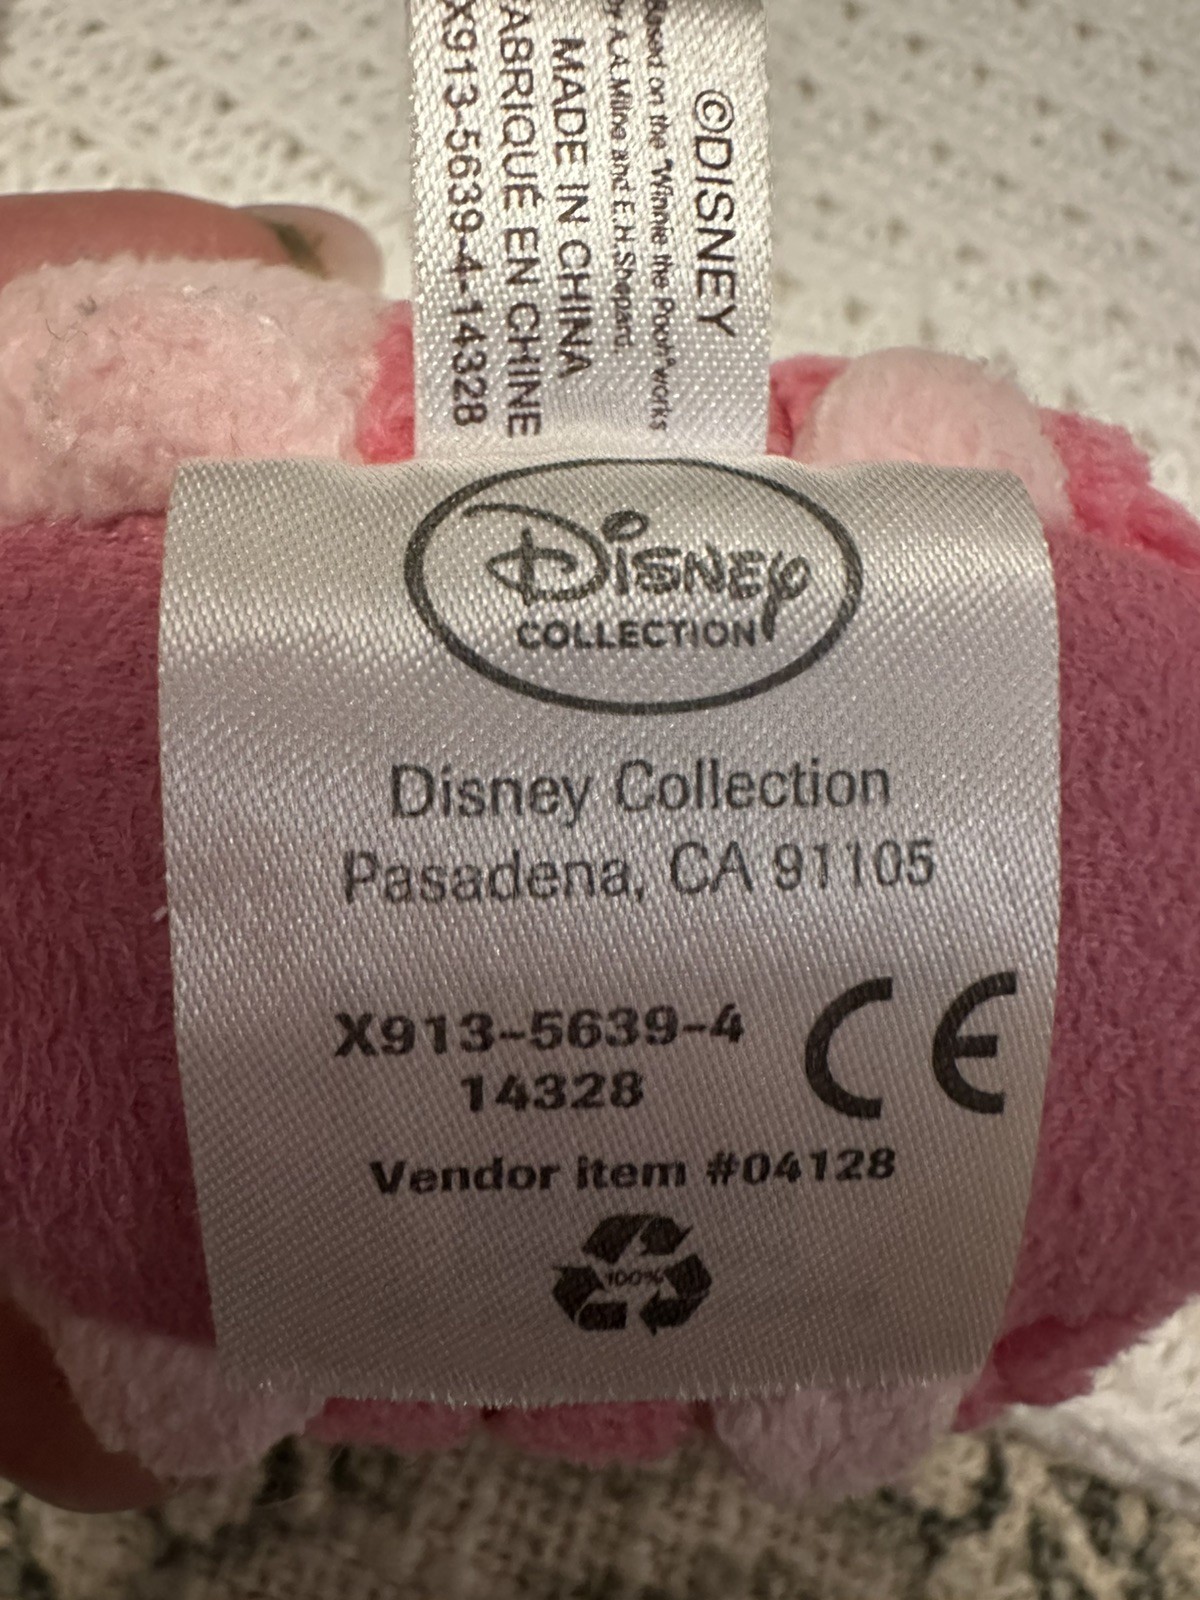 ©DISNEY
Based on the "Winnie the Pooh" works
by A.A.Milne and E.H.Shepard.
MADE IN CHINA
FABRIQUÉ EN CHINE
X913-5639-4-14328
Disney
COLLECTION
Disney Collection
Pasadena, CA 91105
X913-5639-4
14328
CE
Vendor item #04128
100%